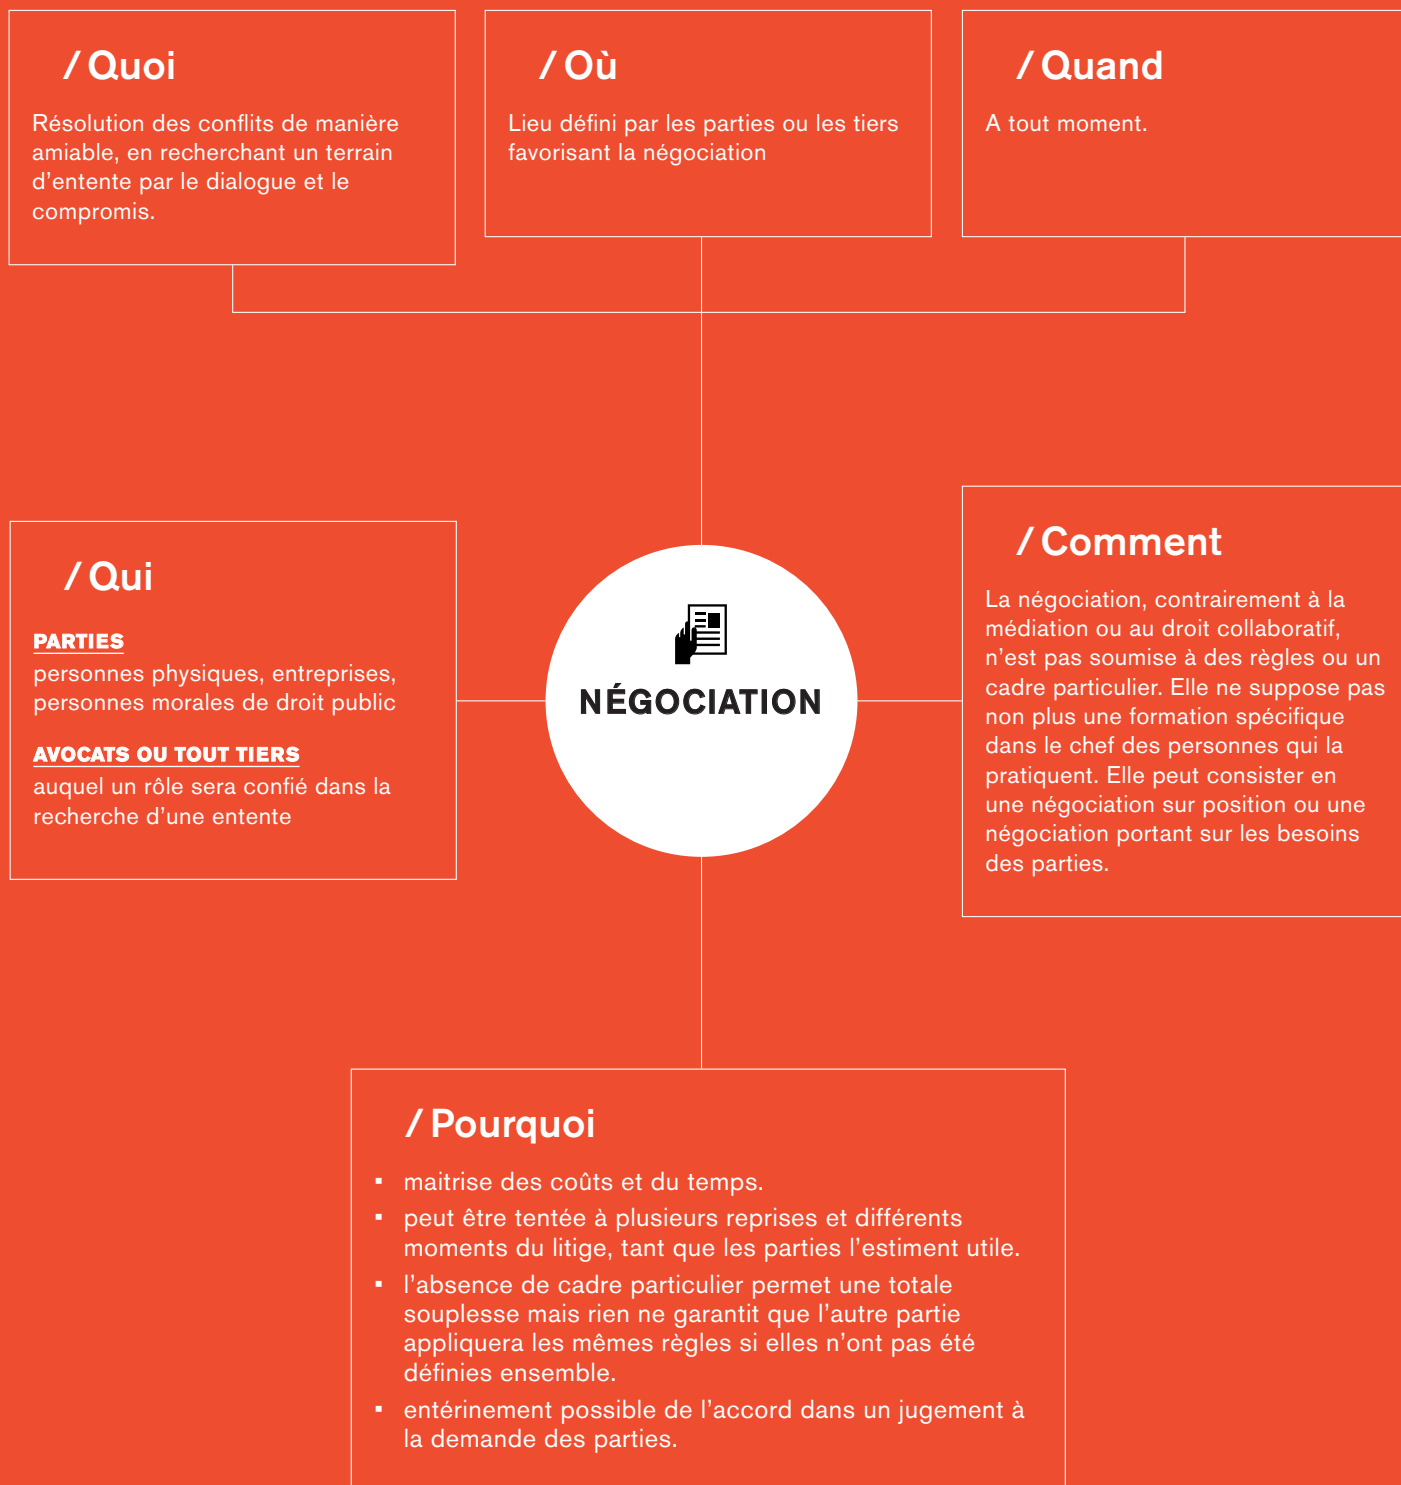 / Quoi
Résolution des conflits de manière
amiable, en recherchant un terrain
d’entente par le dialogue et le
compromis.
/ Où
Lieu défini par les parties ou les tiers
favorisant la négociation
/ Quand
A tout moment.
/ Qui
PARTIES
personnes physiques, entreprises,
personnes morales de droit public
AVOCATS OU TOUT TIERS
auquel un rôle sera confié dans la
recherche d’une entente
NÉGOCIATION
/ Comment
La négociation, contrairement à la
médiation ou au droit collaboratif,
n’est pas soumise à des règles ou un
cadre particulier. Elle ne suppose pas
non plus une formation spécifique
dans le chef des personnes qui la
pratiquent. Elle peut consister en
une négociation sur position ou une
négociation portant sur les besoins
des parties.
/ Pourquoi
▪ maitrise des coûts et du temps.
▪ peut être tentée à plusieurs reprises et différents
moments du litige, tant que les parties l’estiment utile.
▪ l’absence de cadre particulier permet une totale
souplesse mais rien ne garantit que l’autre partie
appliquera les mêmes règles si elles n’ont pas été
définies ensemble.
▪ entérinement possible de l’accord dans un jugement à
la demande des parties.